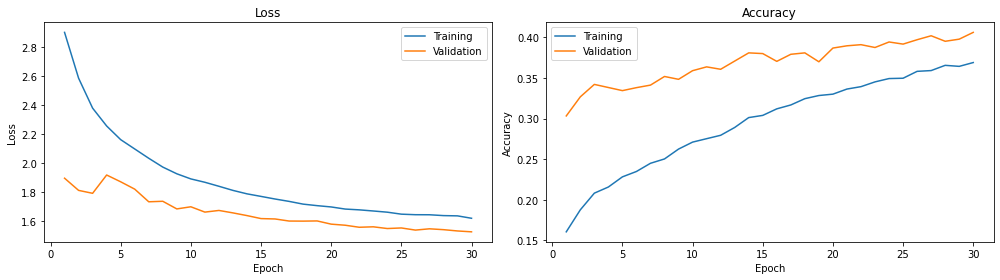 Loss
Loss
2.8
2.6
2.4
2.2
2.0
1.8
1.6
Training
Validation
0 5 10 15 20 25 30
Epoch
Accuracy
Accuracy
0.40
0.35
0.30
0.25
0.20
0.15
Training
Validation
0 5 10 15 20 25 30
Epoch